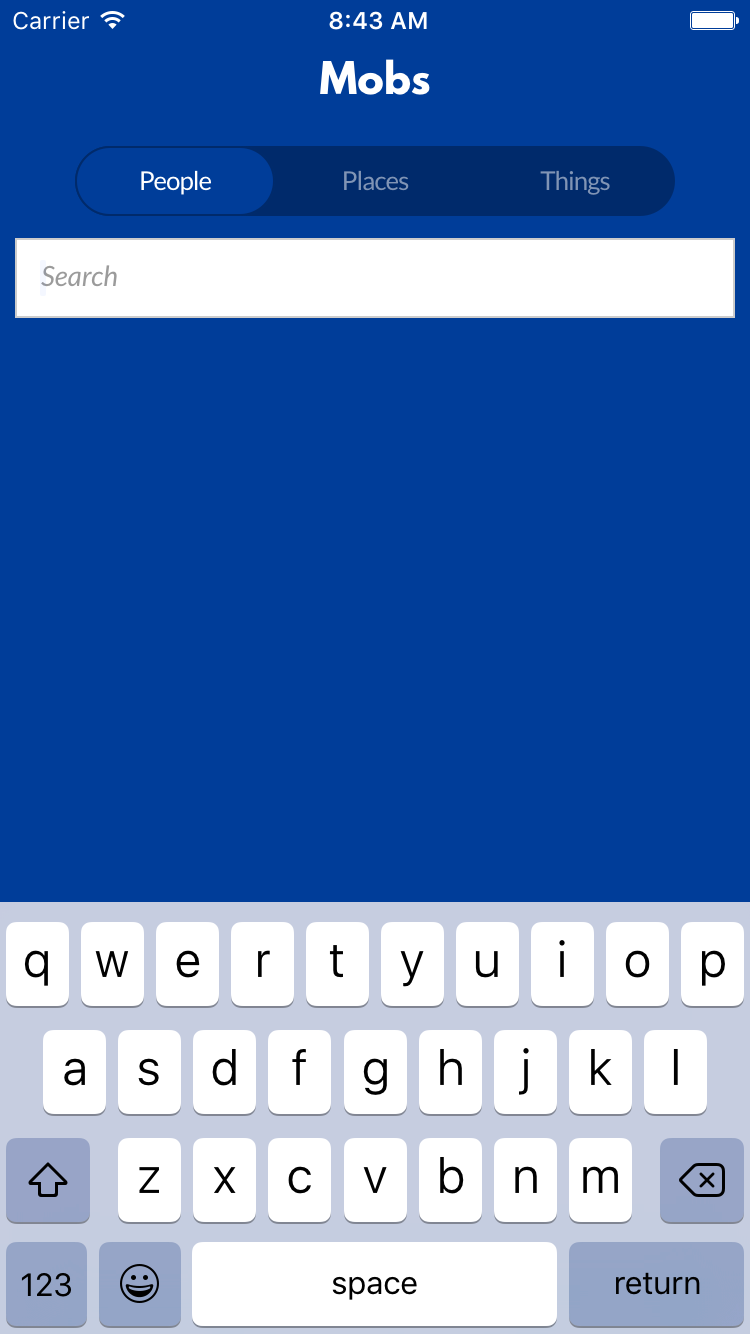 Carrier 8:43 AM
Mobs
People Places Things
Search
q w e r t y u i o p
a s d f g h j k l
z x c v b n m
123 space return